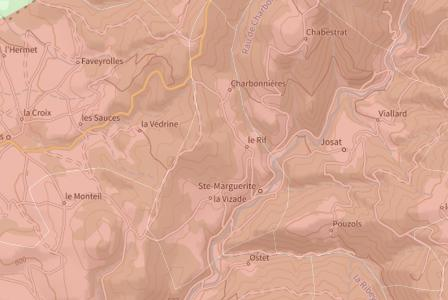 Chabestrat
l'Hermet
Faveyrolles
Charbonnières
la Croix
les Sauces
la Védrine
Viallard
le Rif
Josat
Ste-Marguerite
le Monteil
la Vizade
Pouzols
Ostet
800